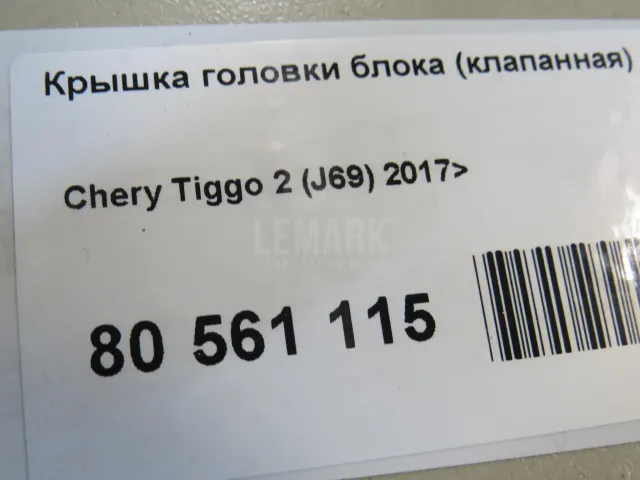 Крышка головки блока (клапанная)
Chery Tiggo 2 (J69) 2017>
LEMARK
80 561 115